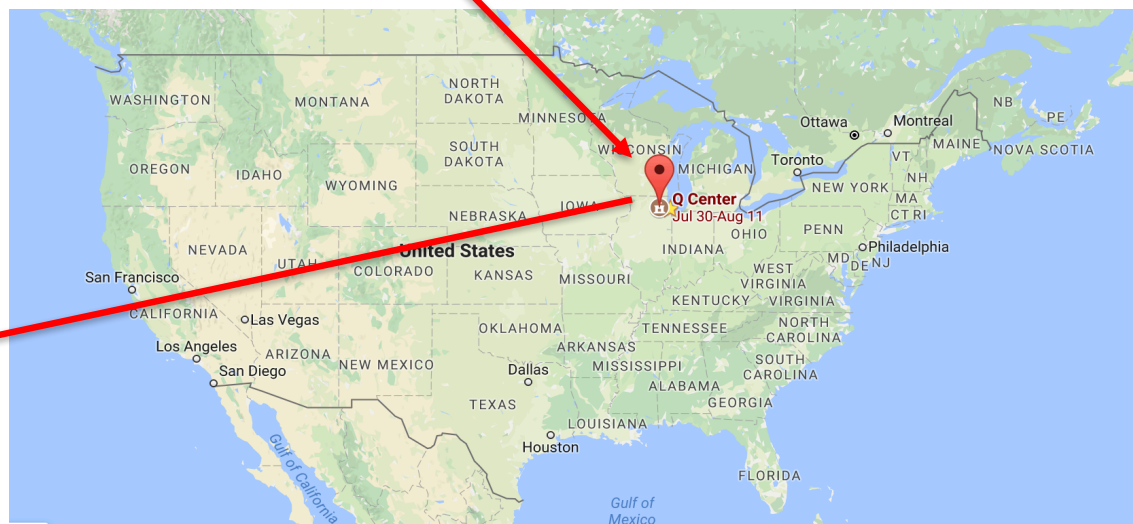 WASHINGTON
MONTANA
NORTH
DAKOTA
MINNESOTA
Ottawa
Montreal
NB
PE
MAINE
NOVA SCOTIA
OREGON
IDAHO
SOUTH
DAKOTA
WISCONSIN
MICHIGAN
Toronto
VT
NH
WYOMING
NEW YORK
MA
CT RI
NEBRASKA
IOWA
Q Center
Jul 30-Aug 11
OHIO
PENN
NEVADA
UTAH
United States
INDIANA
Philadelphia
MD
DE
NJ
San Francisco
COLORADO
KANSAS
MISSOURI
WEST
VIRGINIA
KENTUCKY
VIRGINIA
CALIFORNIA
Las Vegas
OKLAHOMA
TENNESSEE
NORTH
CAROLINA
Los Angeles
ARIZONA
NEW MEXICO
ARKANSAS
MISSISSIPPI
SOUTH
CAROLINA
San Diego
Dallas
ALABAMA
GEORGIA
TEXAS
LOUISIANA
Houston
Gulf of California
FLORIDA
Gulf of
Mexico